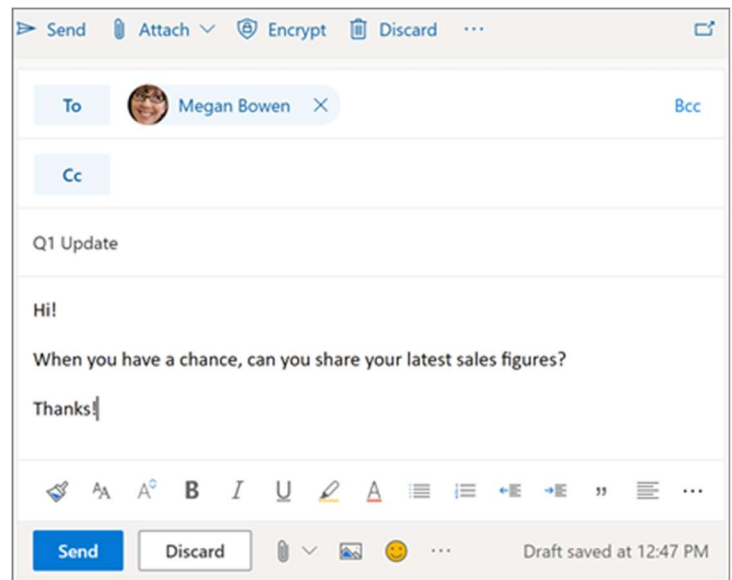 Send Attach Encrypt Discard ...
To Megan Bowen Bcc
Cc
Q1 Update
Hi!
When you have a chance, can you share your latest sales figures?
Thanks!
AA A B I U A " ...
Send Discard ... Draft saved at 12:47 PM